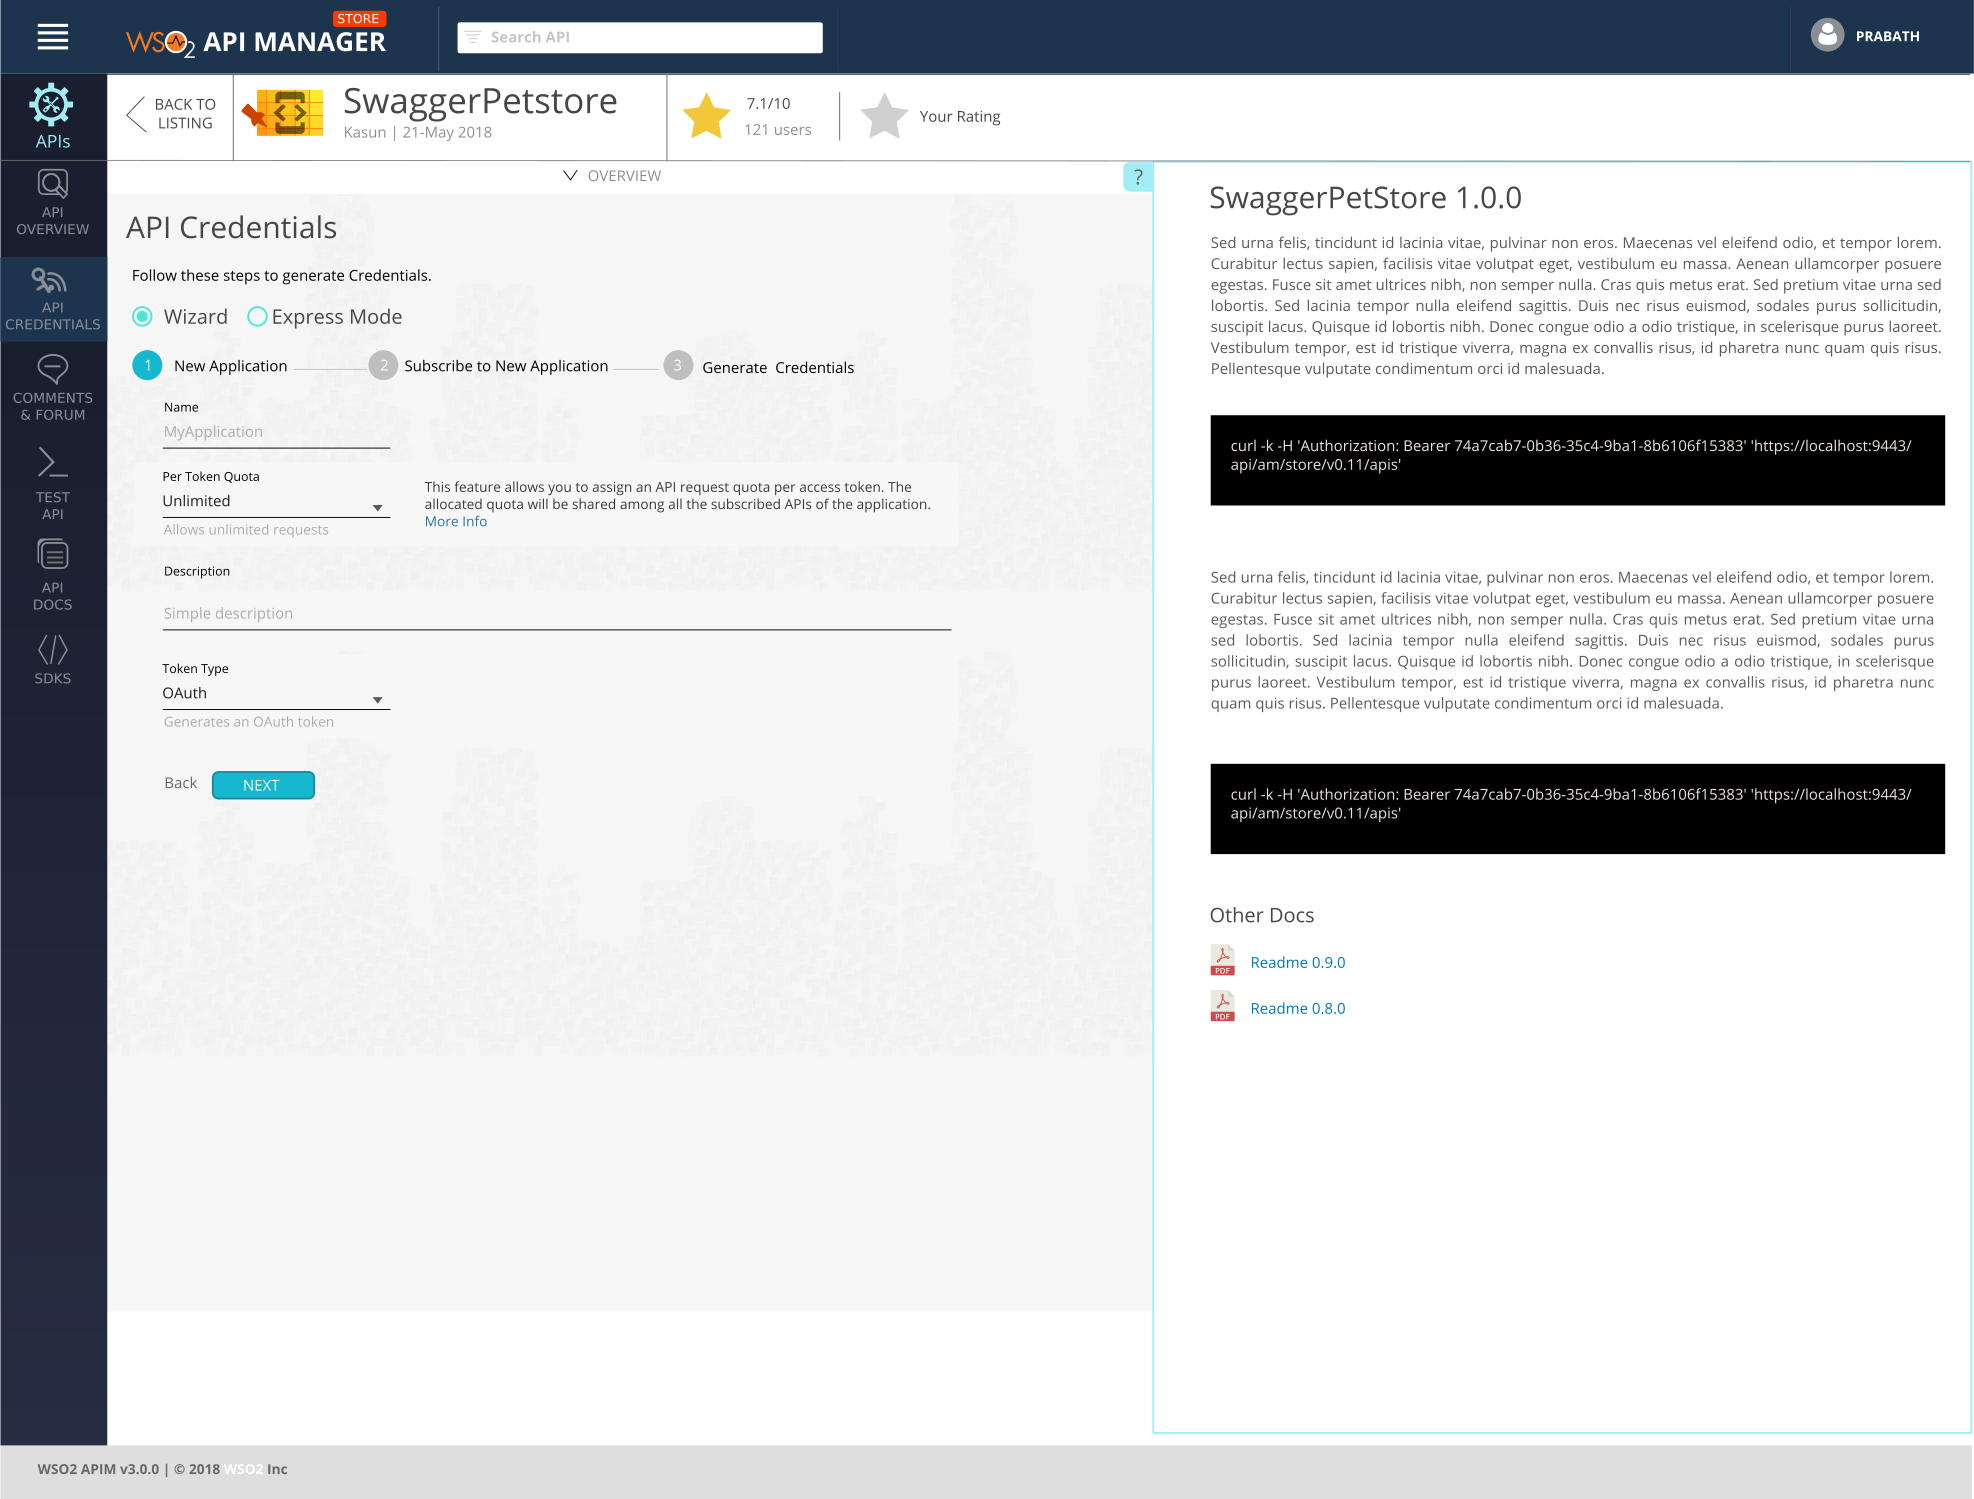 STORE
WSO2 API MANAGER
Search API
PRABATH
APIs
API
OVERVIEW
API
CREDENTIALS
COMMENTS
& FORUM
TEST
API
API
DOCS
SDKS
BACK TO
LISTING
SwaggerPetstore
Kasun | 21-May 2018
7.1/10
121 users
Your Rating
OVERVIEW
?
API Credentials
Follow these steps to generate Credentials.
Wizard Express Mode
1 New Application 2 Subscribe to New Application 3 Generate Credentials
Name
MyApplication
Per Token Quota
Unlimited
Allows unlimited requests
This feature allows you to assign an API request quota per access token. The
allocated quota will be shared among all the subscribed APIs of the application.
More Info
Description
Simple description
Token Type
OAuth
Generates an OAuth token
Back NEXT
SwaggerPetStore 1.0.0
Sed urna felis, tincidunt id lacinia vitae, pulvinar non eros. Maecenas vel eleifend odio, et tempor lorem.
Curabitur lectus sapien, facilisis vitae volutpat eget, vestibulum eu massa. Aenean ullamcorper posuere
egestas. Fusce sit amet ultrices nibh, non semper nulla. Cras quis metus erat. Sed pretium vitae urna sed
lobortis. Sed lacinia tempor nulla eleifend sagittis. Duis nec risus euismod, sodales purus sollicitudin,
suscipit lacus. Quisque id lobortis nibh. Donec congue odio a odio tristique, in scelerisque purus laoreet.
Vestibulum tempor, est id tristique viverra, magna ex convallis risus, id pharetra nunc quam quis risus.
Pellentesque vulputate condimentum orci id malesuada.
curl -k -H 'Authorization: Bearer 74a7cab7-0b36-35c4-9ba1-8b6106f15383' 'https://localhost:9443/
api/am/store/v0.11/apis'
Sed urna felis, tincidunt id lacinia vitae, pulvinar non eros. Maecenas vel eleifend odio, et tempor lorem.
Curabitur lectus sapien, facilisis vitae volutpat eget, vestibulum eu massa. Aenean ullamcorper posuere
egestas. Fusce sit amet ultrices nibh, non semper nulla. Cras quis metus erat. Sed pretium vitae urna
sed lobortis. Sed lacinia tempor nulla eleifend sagittis. Duis nec risus euismod, sodales purus
sollicitudin, suscipit lacus. Quisque id lobortis nibh. Donec congue odio a odio tristique, in scelerisque
purus laoreet. Vestibulum tempor, est id tristique viverra, magna ex convallis risus, id pharetra nunc
quam quis risus. Pellentesque vulputate condimentum orci id malesuada.
curl -k -H 'Authorization: Bearer 74a7cab7-0b36-35c4-9ba1-8b6106f15383' 'https://localhost:9443/
api/am/store/v0.11/apis'
Other Docs
PDF Readme 0.9.0
PDF Readme 0.8.0
WSO2 APIM v3.0.0 | © 2018 WSO2 Inc